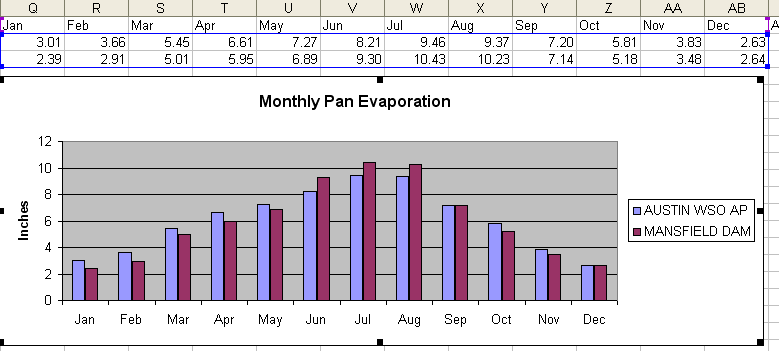 Q R S T U V W X Y Z AA AB
Jan Feb Mar Apr May Jun Jul Aug Sep Oct Nov Dec A
3.01 3.66 5.45 6.61 7.27 8.21 9.46 9.37 7.20 5.81 3.83 2.63
2.39 2.91 5.01 5.95 6.89 9.30 10.43 10.23 7.14 5.18 3.48 2.64
Monthly Pan Evaporation
Inches
12
10
8
6
4
2
0
Jan Feb Mar Apr May Jun Jul Aug Sep Oct Nov Dec
AUSTIN WSO AP
MANSFIELD DAM